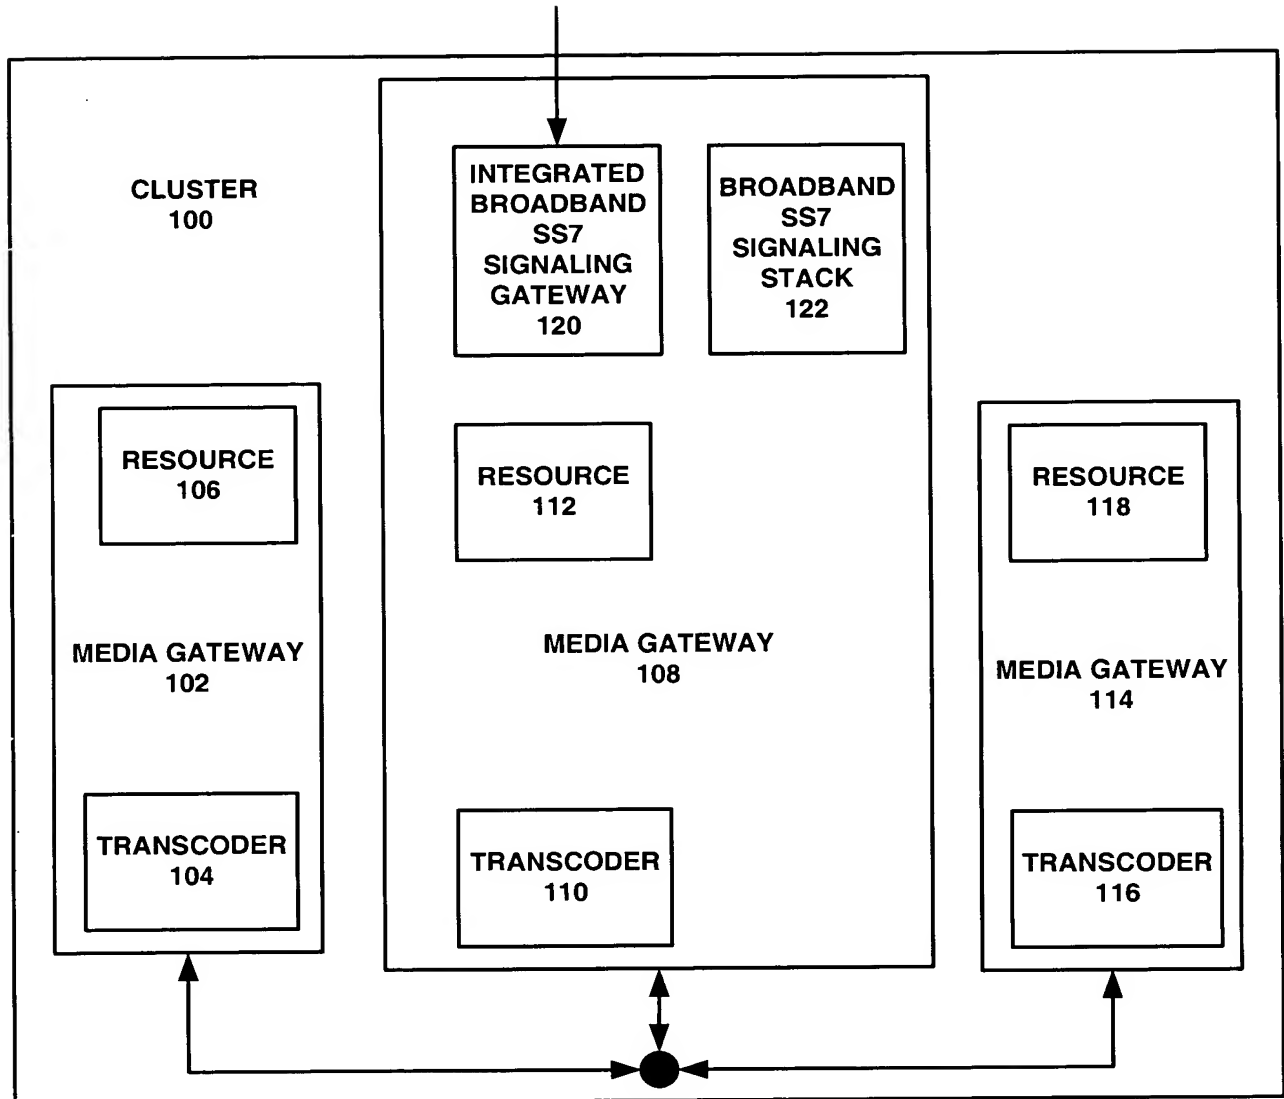 CLUSTER
100
INTEGRATED
BROADBAND
SS7
SIGNALING
GATEWAY
120
BROADBAND
SS7
SIGNALING
STACK
122
RESOURCE
106
RESOURCE
112
RESOURCE
118
MEDIA GATEWAY
102
MEDIA GATEWAY
108
MEDIA GATEWAY
114
TRANSCODER
104
TRANSCODER
110
TRANSCODER
116